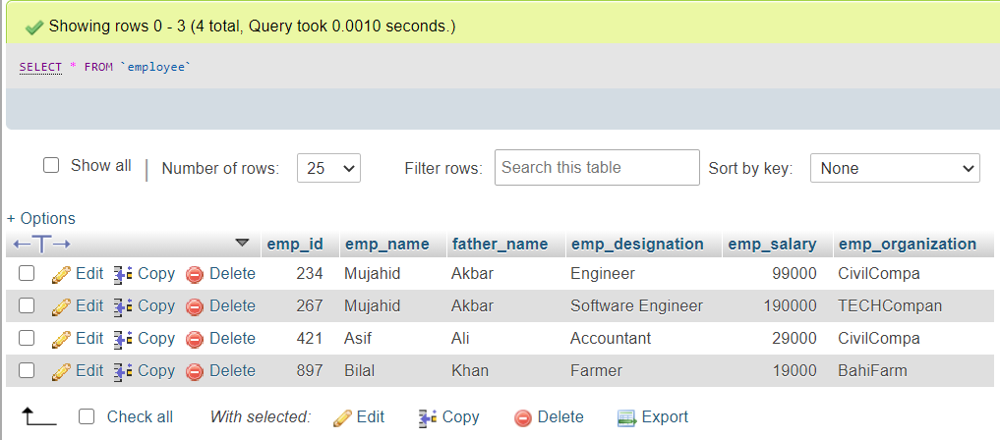 Showing rows 0 - 3 (4 total, Query took 0.0010 seconds.)
SELECT * FROM `employee`
Show all | Number of rows: 25 Filter rows: Search this table Sort by key: None
+ Options
←T→ emp_id emp_name father_name emp_designation emp_salary emp_organization
Edit Copy Delete 234 Mujahid Akbar Engineer 99000 CivilCompa
Edit Copy Delete 267 Mujahid Akbar Software Engineer 190000 TECHCompan
Edit Copy Delete 421 Asif Ali Accountant 29000 CivilCompa
Edit Copy Delete 897 Bilal Khan Farmer 19000 BahiFarm
Check all With selected: Edit Copy Delete Export